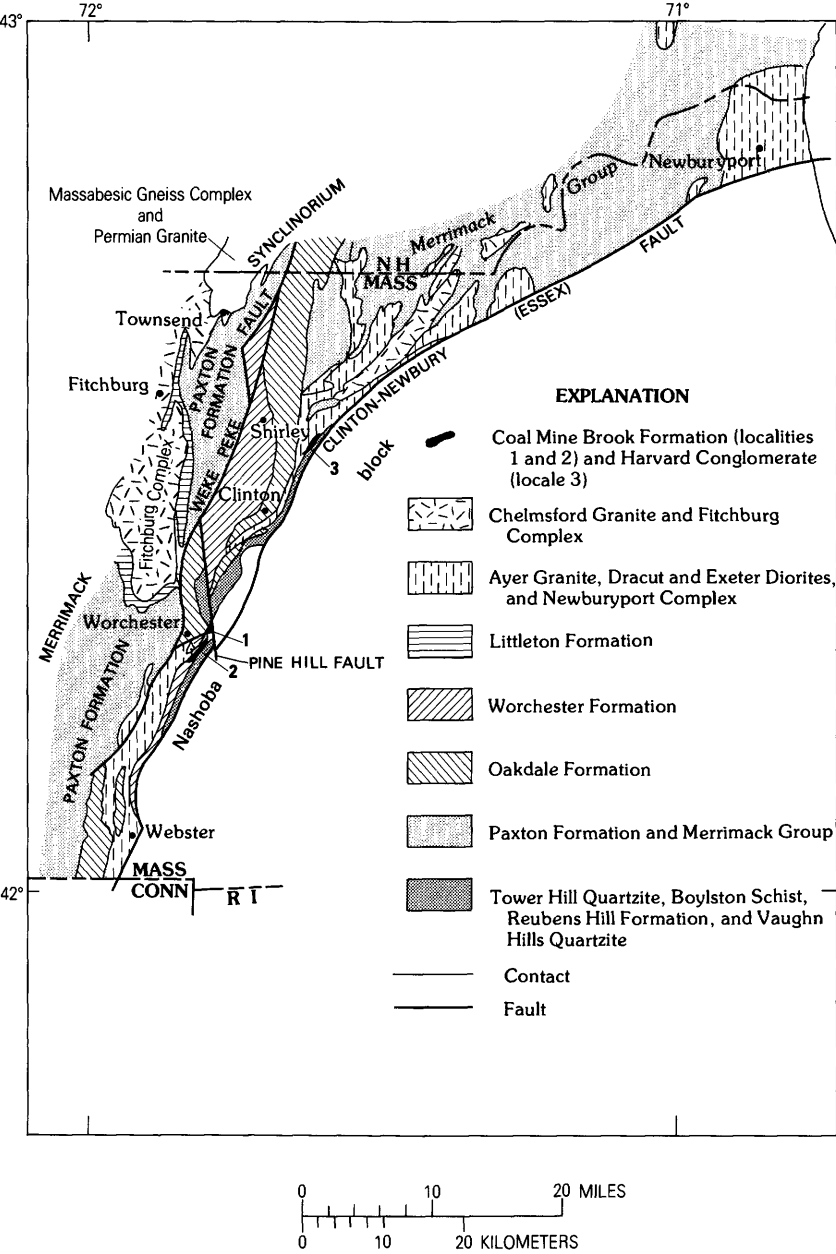 72°
71°
43°
Massabesic Gneiss Complex
and
Permian Granite
SYNCLINORIUM
Merrimack
Group
Newburyport
NH
MASS
FAULT
(ESSEX)
CLINTON-NEWBURY
Townsend
Fitchburg
PAXTON
FORMATION
WEKE PEKE
FAULT
Shirley
3
block
Clinton
Fitchburg Complex
MERRIMACK
Worchester
1
2
PINE HILL FAULT
Nashoba
PAXTON FORMATION
Webster
MASS
CONN
R I
42°
EXPLANATION
Coal Mine Brook Formation (localities
1 and 2) and Harvard Conglomerate
(locale 3)
Chelmsford Granite and Fitchburg
Complex
Ayer Granite, Dracut and Exeter Diorites,
and Newburyport Complex
Littleton Formation
Worchester Formation
Oakdale Formation
Paxton Formation and Merrimack Group
Tower Hill Quartzite, Boylston Schist,
Reubens Hill Formation, and Vaughn
Hills Quartzite
Contact
Fault
0 10 20 MILES
0 10 20 KILOMETERS